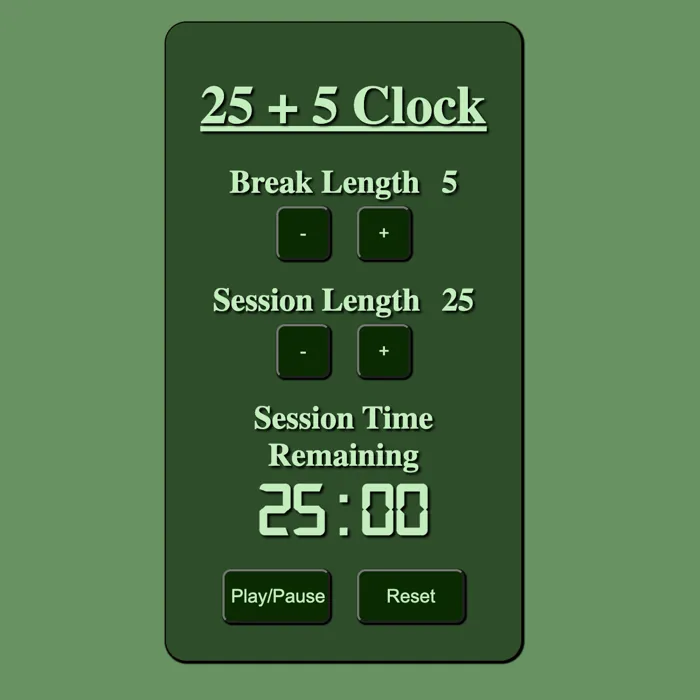 25 + 5 Clock
Break Length 5
- +
Session Length 25
- +
Session Time
Remaining
25:00
Play/Pause Reset